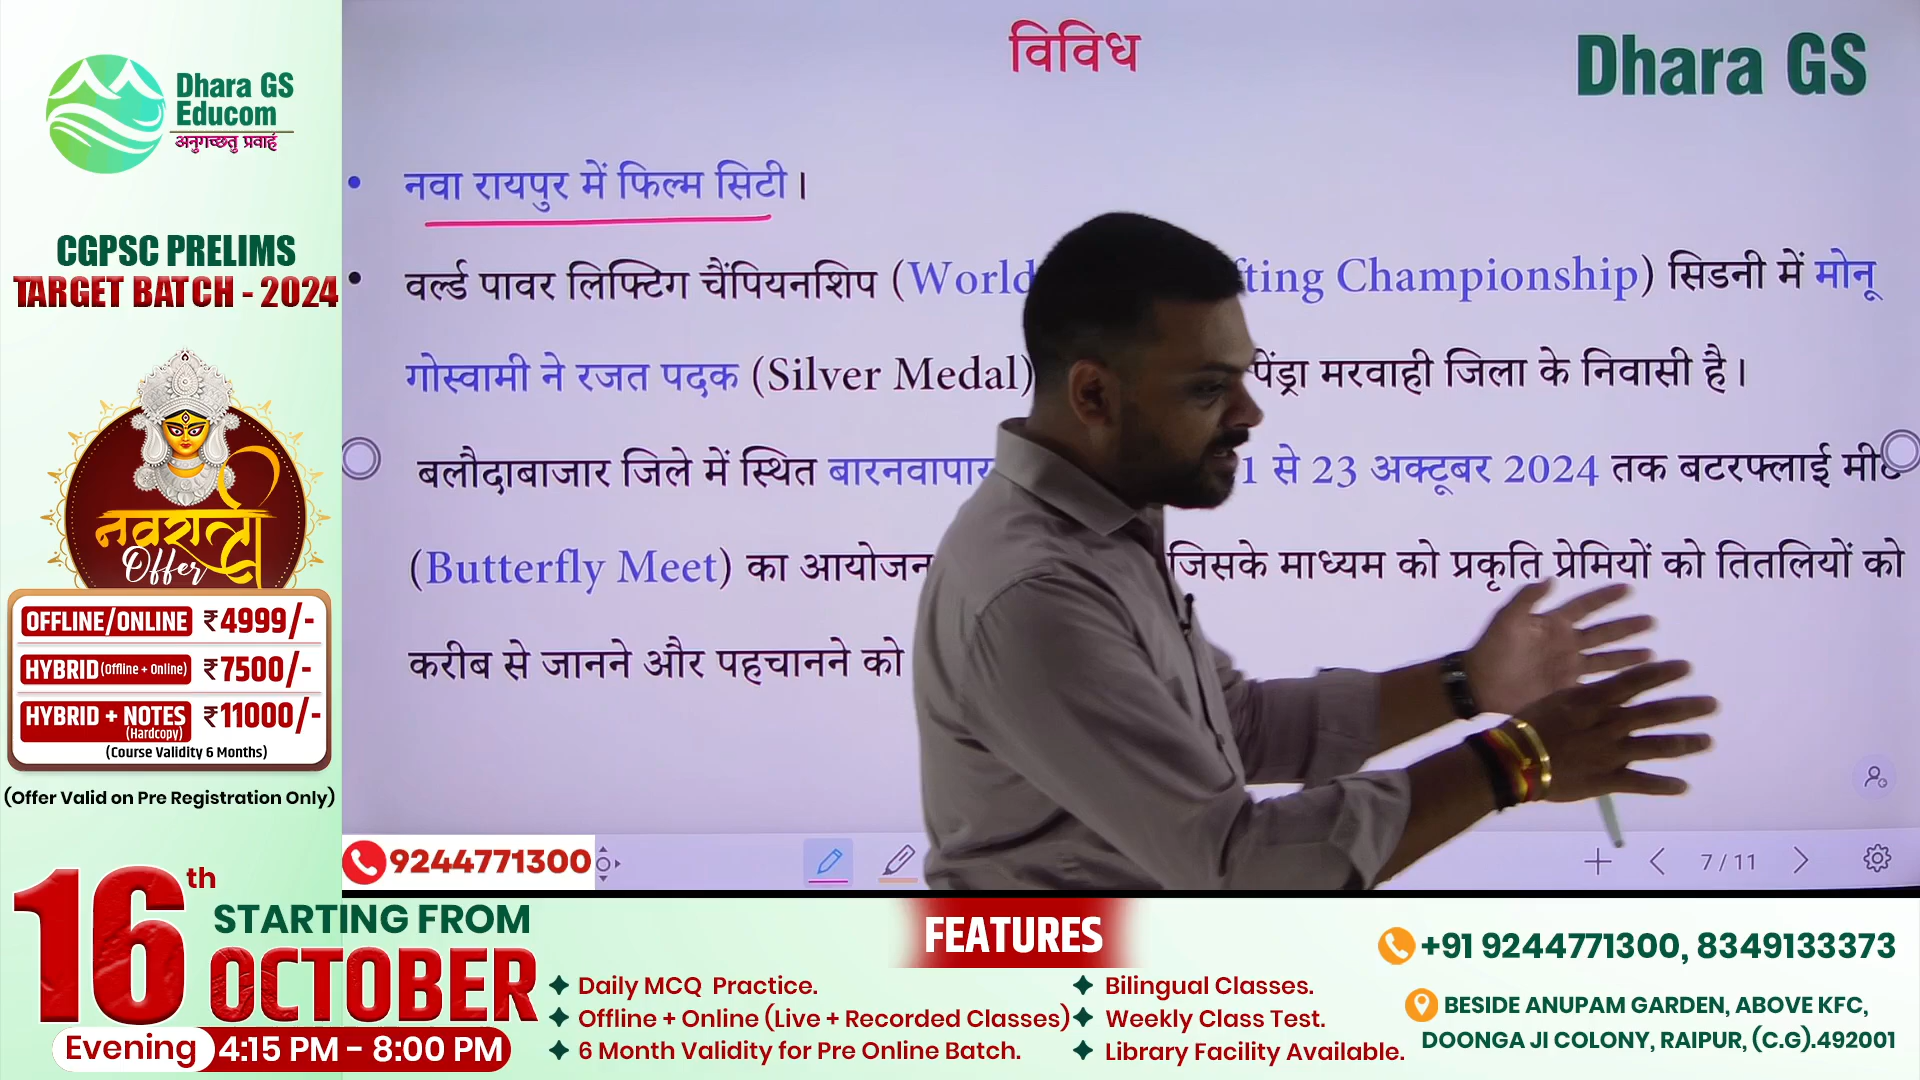 Dhara GS
Educom
अनुगच्छतु प्रवाहं
CGPSC PRELIMS
TARGET BATCH - 2024
नवरात्री
Offer
OFFLINE/ONLINE ₹4999/-
HYBRID (Offline + Online) ₹7500/-
HYBRID + NOTES (Hardcopy) ₹11000/-
(Course Validity 6 Months)
(Offer Valid on Pre Registration Only)
विविध
Dhara GS
• नवा रायपुर में फिल्म सिटी।
• वर्ल्ड पावर लिफ्टिग चैंपियनशिप (World ting Championship) सिडनी में मोनू
गोस्वामी ने रजत पदक (Silver Medal) पेंड्रा मरवाही जिला के निवासी है।
बलौदाबाजार जिले में स्थित बारनवापार 1 से 23 अक्टूबर 2024 तक बटरफ्लाई मीट
(Butterfly Meet) का आयोजन जिसके माध्यम को प्रकृति प्रेमियों को तितलियों को
करीब से जानने और पहचानने को
9244771300
7 / 11
16th STARTING FROM
OCTOBER
Evening 4:15 PM - 8:00 PM
FEATURES
Daily MCQ Practice.
Offline + Online (Live + Recorded Classes)
6 Month Validity for Pre Online Batch.
Bilingual Classes.
Weekly Class Test.
Library Facility Available.
+91 9244771300, 8349133373
BESIDE ANUPAM GARDEN, ABOVE KFC,
DOONGA JI COLONY, RAIPUR, (C.G).492001